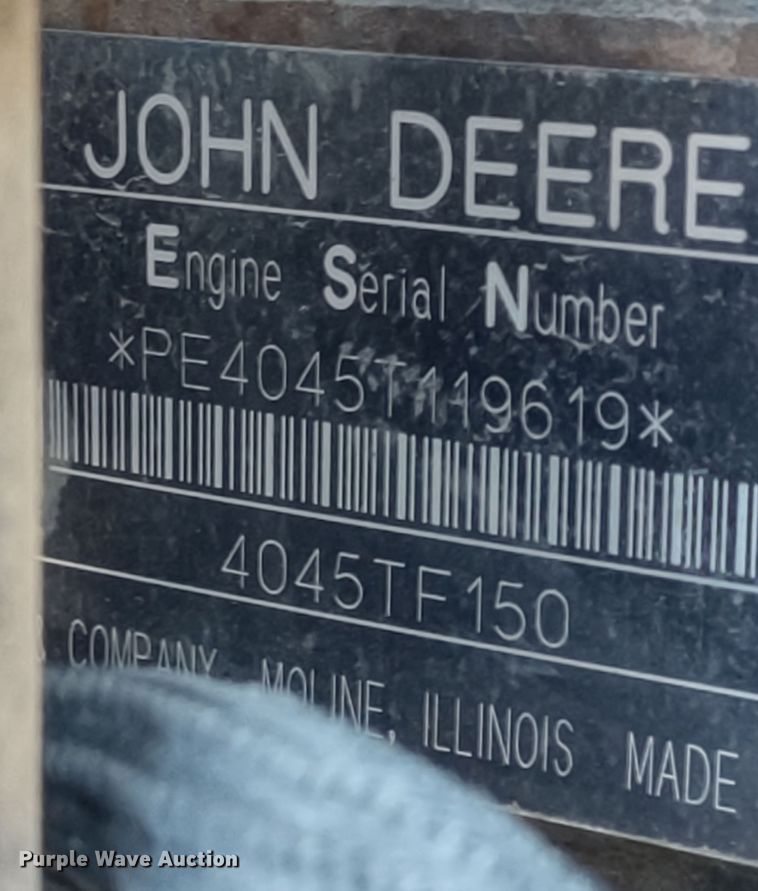 JOHN DEERE
Engine Serial Number
*PE4045T119619*
4045TF150
& COMPANY, MOLINE, ILLINOIS MADE
Purple Wave Auction